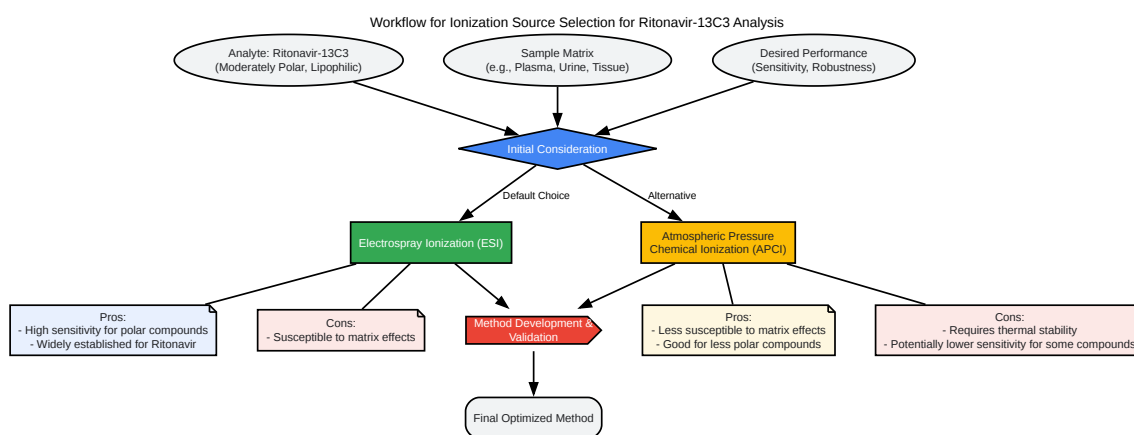 Workflow for Ionization Source Selection for Ritonavir-13C3 Analysis
Analyte: Ritonavir-13C3
(Moderately Polar, Lipophilic)
Sample Matrix
(e.g., Plasma, Urine, Tissue)
Desired Performance
(Sensitivity, Robustness)
Initial Consideration
Default Choice
Alternative
Electrospray Ionization (ESI)
Atmospheric Pressure
Chemical Ionization (APCI)
Pros:
- High sensitivity for polar compounds
- Widely established for Ritonavir
Cons:
- Susceptible to matrix effects
Method Development &
Validation
Pros:
- Less susceptible to matrix effects
- Good for less polar compounds
Cons:
- Requires thermal stability
- Potentially lower sensitivity for some compounds
Final Optimized Method